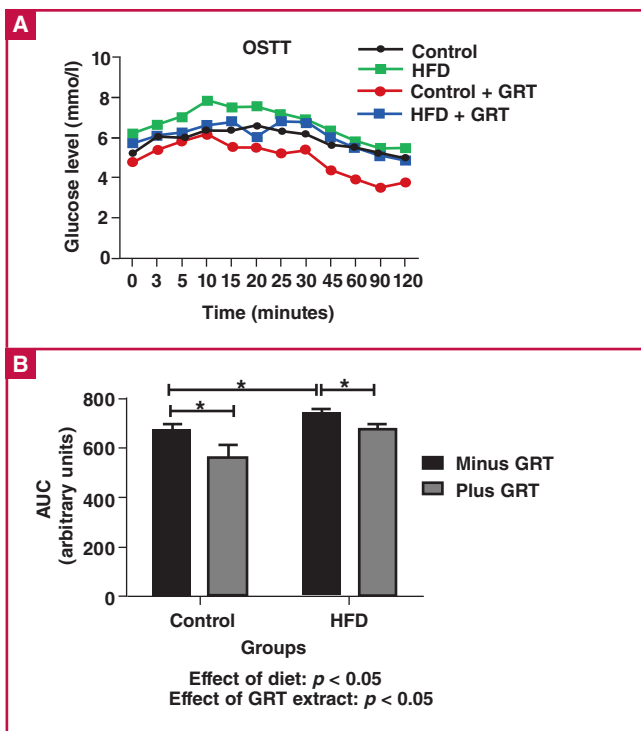 A
OSTT
Control
HFD
Control + GRT
HFD + GRT
Glucose level (mmo/l)
10
8
6
4
2
0
0 3 5 10 15 20 25 30 45 60 90 120
Time (minutes)
B
* * *
AUC
(arbitrary units)
800
600
400
200
0
Minus GRT
Plus GRT
Control HFD
Groups
Effect of diet: p < 0.05
Effect of GRT extract: p < 0.05